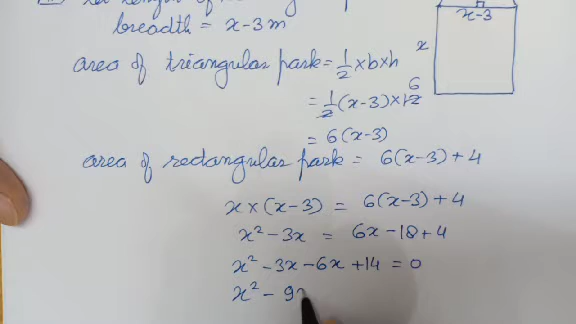 breadth = x-3 m
area of triangular park = 1/2 × b × h
= 1/2 (x-3) × 12 6
= 6(x-3)
area of rectangular park = 6(x-3) + 4
x × (x-3) = 6(x-3) + 4
x² - 3x = 6x - 18 + 4
x² - 3x - 6x + 14 = 0
x² - 9x
x-3
x